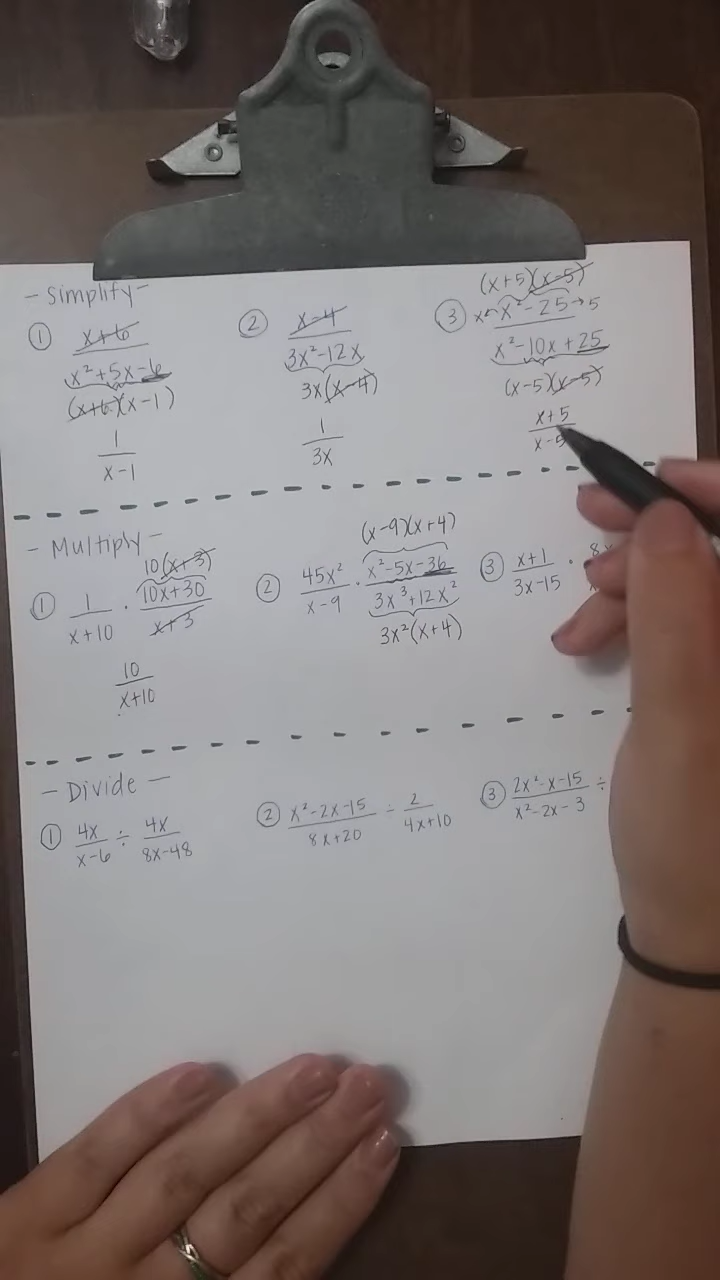 - Simplify -
① x+6 / x²+5x-6
(x+6)(x-1)
1 / x-1
② x-4 / 3x²-12x
3x(x-4)
1 / 3x
(x+5)(x-5)
③ x ← x²-25 → 5 / x²-10x+25
(x-5)(x-5)
x+5 / x-5
- Multiply -
10(x+3)
① 1 / x+10 · 10x+30 / x+3
10 / x+10
(x-9)(x+4)
② 45x² / x-9 · x²-5x-36 / 3x³+12x²
3x²(x+4)
③ x+1 / 3x-15 ·
- Divide -
① 4x / x-6 ÷ 4x / 8x-48
② x²-2x-15 / 8x+20 ÷ 2 / 4x+10
③ 2x²-x-15 / x²-2x-3 ÷